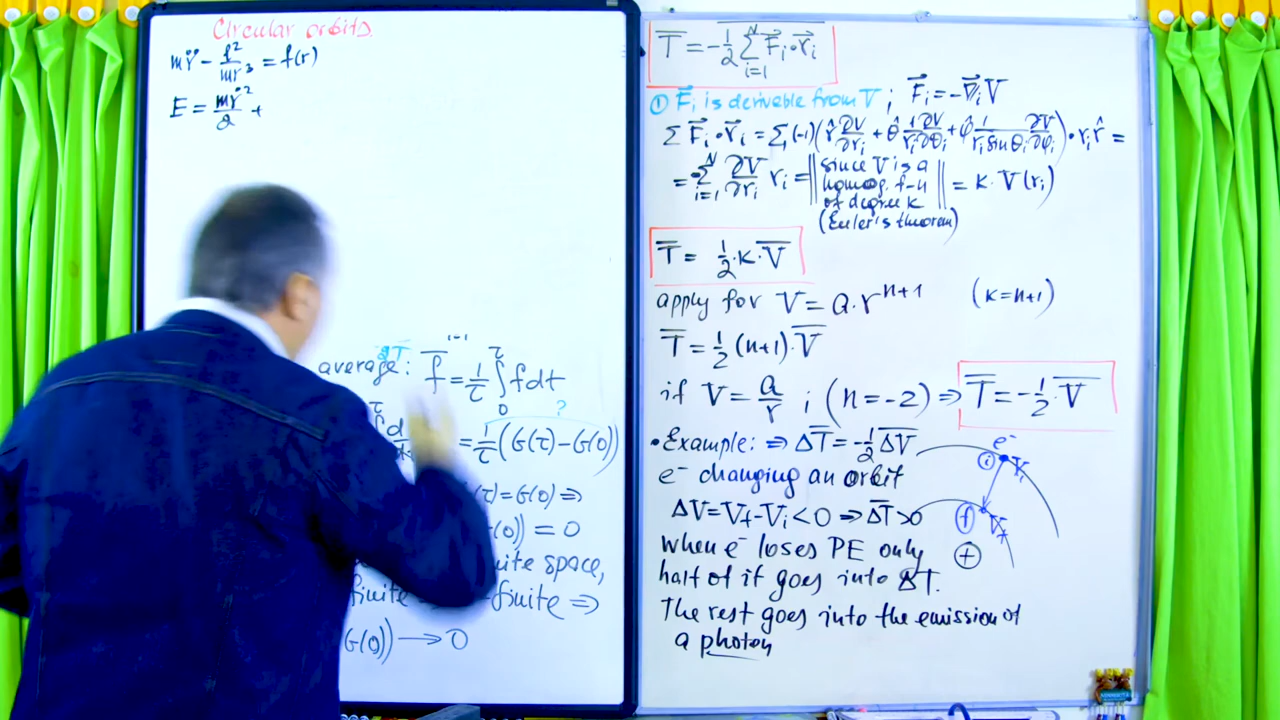 Circular orbits
mr̈ - ℓ²/mr³ = f(r)
E = mṙ²/2 +
average: f̄ = 1/τ ∫₀^τ f dt
?
= 1/τ (G(τ) - G(0))
(τ) = G(0) ⇒
(0)) = 0
finite ⇒
G(0)) → 0
T̄ = -1/2 Σᵢ₌₁ᴺ F⃗ᵢ·r⃗ᵢ
① F⃗ᵢ is derivable from V ; F⃗ᵢ = -∇⃗ᵢV
Σ F⃗ᵢ·r⃗ᵢ = Σᵢ(-1)(r̂ ∂V/∂rᵢ + θ̂ 1/rᵢ ∂V/∂θᵢ + φ̂ 1/(rᵢ sin θᵢ) ∂V/∂φᵢ)·rᵢr̂ =
= -Σᵢ₌₁ᴺ ∂V/∂rᵢ rᵢ = ‖ since V is a homog. f-n of degree k ‖ = k·V(rᵢ)
(Euler's theorem)
T̄ = 1/2·k·V̄
apply for V = a·rⁿ⁺¹ (k=n+1)
T̄ = 1/2 (n+1)·V̄
if V = a/r ; (n=-2) ⇒ T̄ = -1/2·V̄
• Example: ⇒ ΔT̄ = -1/2 ΔV̄
e⁻ changing an orbit
ΔV = Vf - Vi < 0 ⇒ ΔT̄ > 0
When e⁻ loses PE only
half of it goes into ΔT.
The rest goes into the emission of
a photon
e⁻
i Vi
f Vf
+